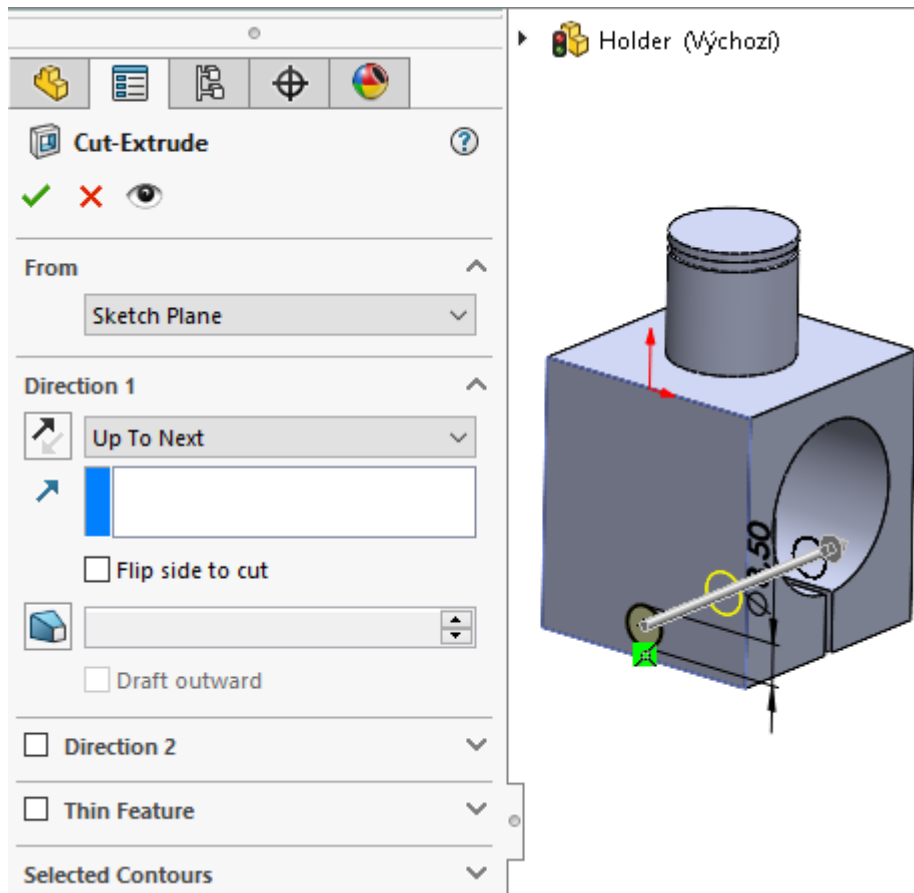 Holder (Výchozí)
Cut-Extrude
From
Sketch Plane
Direction 1
Up To Next
Flip side to cut
Draft outward
Direction 2
Thin Feature
Selected Contours